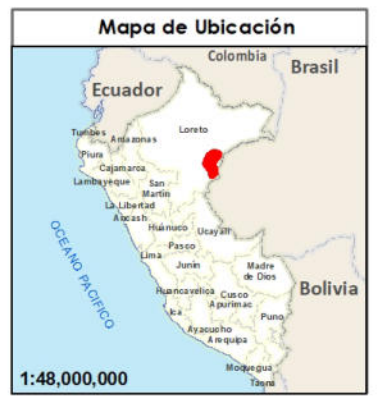 Mapa de Ubicación
Colombia
Brasil
Ecuador
Loreto
Tumbes
Amazonas
Piura
Cajamarca
Lambayeque
San
Martín
La Libertad
Ancash
Huánuco
Ucayali
Pasco
Lima
Junín
Madre
de Dios
Huancavelica
Cusco
Bolivia
Apurímac
Ica
Puno
Ayacucho
Arequipa
Moquegua
Tacna
OCEANO PACIFICO
1:48,000,000